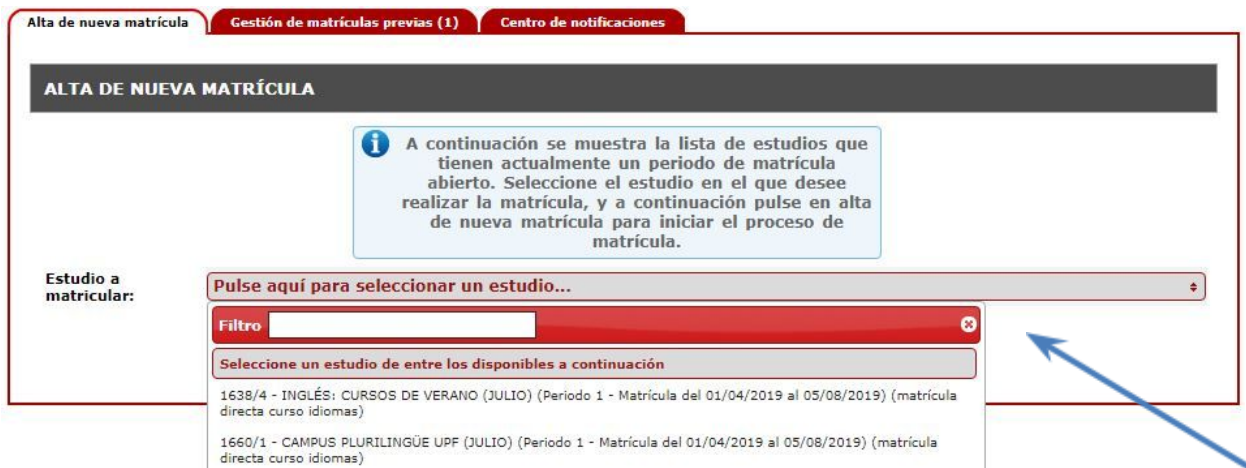 Alta de nueva matrícula
Gestión de matrículas previas (1)
Centro de notificaciones
ALTA DE NUEVA MATRÍCULA
A continuación se muestra la lista de estudios que
tienen actualmente un periodo de matrícula
abierto. Seleccione el estudio en el que desee
realizar la matrícula, y a continuación pulse en alta
de nueva matrícula para iniciar el proceso de
matrícula.
Estudio a
matricular:
Pulse aquí para seleccionar un estudio...
Filtro
Seleccione un estudio de entre los disponibles a continuación
1638/4 - INGLÉS: CURSOS DE VERANO (JULIO) (Periodo 1 - Matrícula del 01/04/2019 al 05/08/2019) (matrícula
directa curso idiomas)
1660/1 - CAMPUS PLURILINGÜE UPF (JULIO) (Periodo 1 - Matrícula del 01/04/2019 al 05/08/2019) (matrícula
directa curso idiomas)